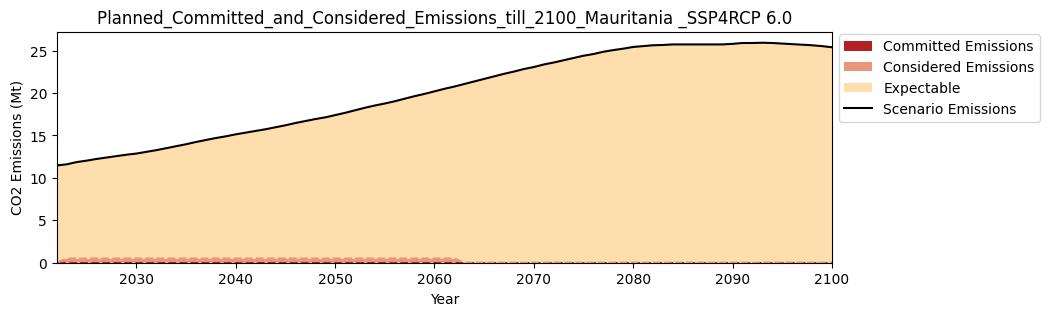 Planned_Committed_and_Considered_Emissions_till_2100_Mauritania _SSP4RCP 6.0
CO2 Emissions (Mt)
25
20
15
10
5
0
2030 2040 2050 2060 2070 2080 2090 2100
Year
Committed Emissions
Considered Emissions
Expectable
Scenario Emissions